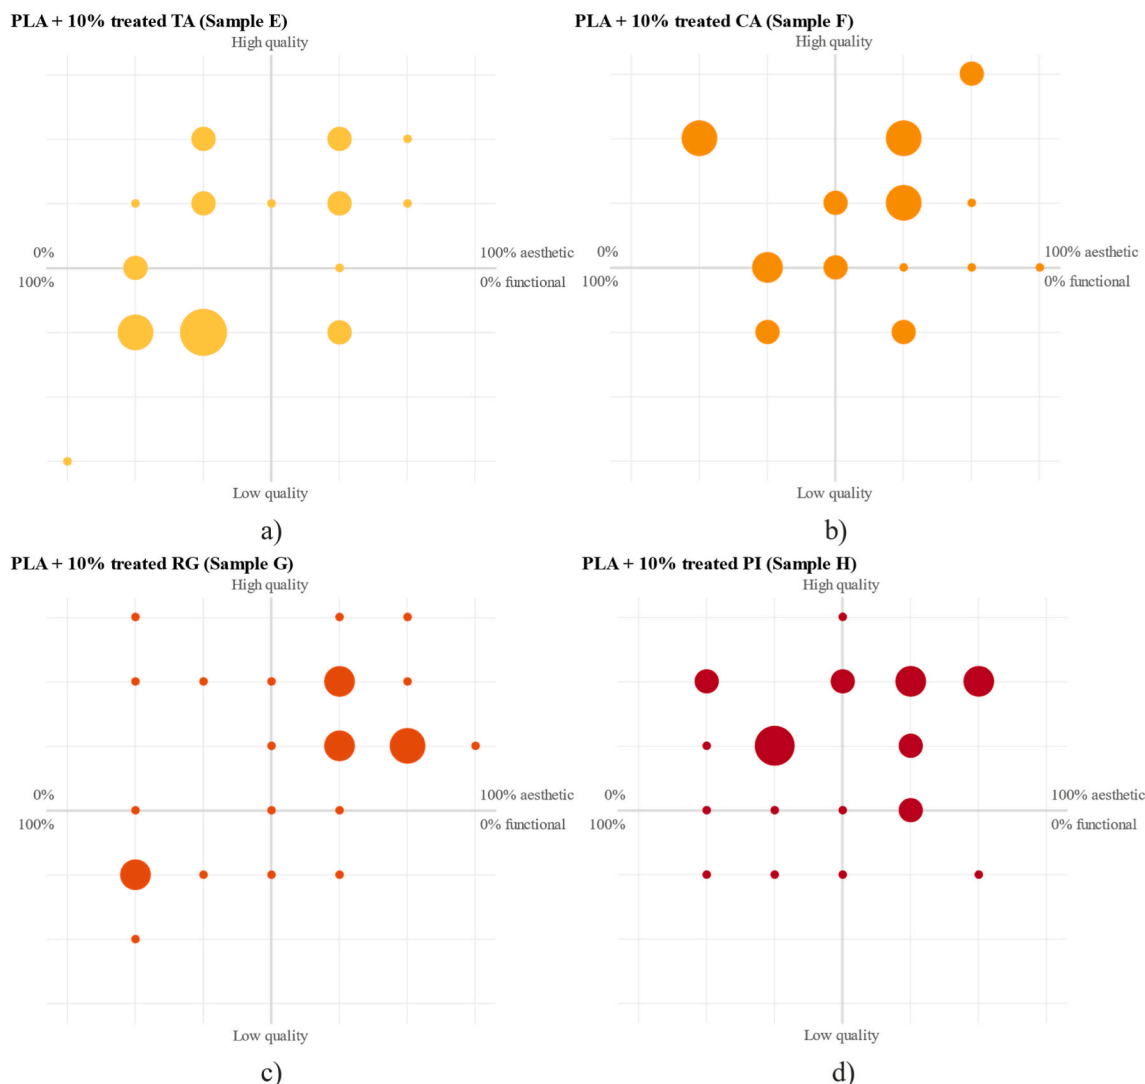 PLA + 10% treated TA (Sample E)
High quality
0%
100% aesthetic
100%
0% functional
Low quality
a)
PLA + 10% treated CA (Sample F)
High quality
0%
100% aesthetic
100%
0% functional
Low quality
b)
PLA + 10% treated RG (Sample G)
High quality
0%
100% aesthetic
100%
0% functional
Low quality
c)
PLA + 10% treated PI (Sample H)
High quality
0%
100% aesthetic
100%
0% functional
Low quality
d)